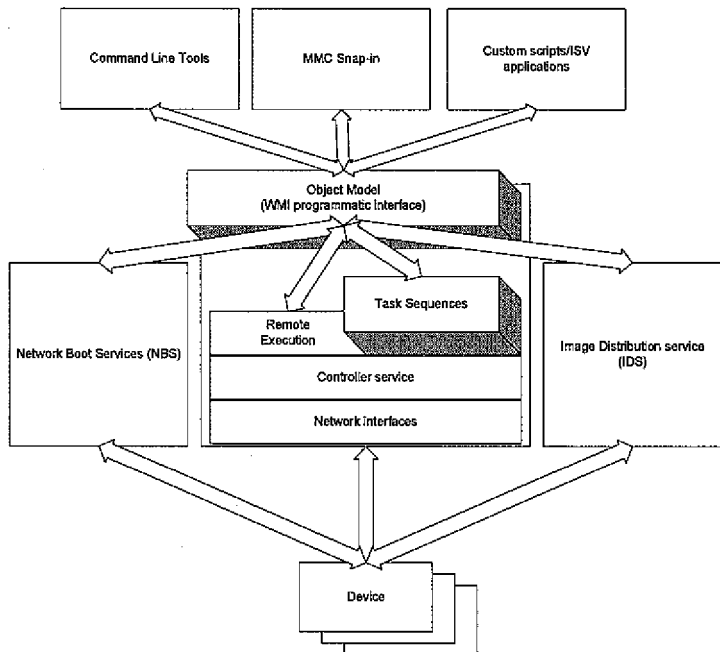 Command Line Tools
MMC Snap-in
Custom scripts/ISV
applications
Object Model
(WMI programmatic interface)
Task Sequences
Remote
Execution
Network Boot Services (NBS)
Image Distribution service
(IDS)
Controller service
Network Interfaces
Device